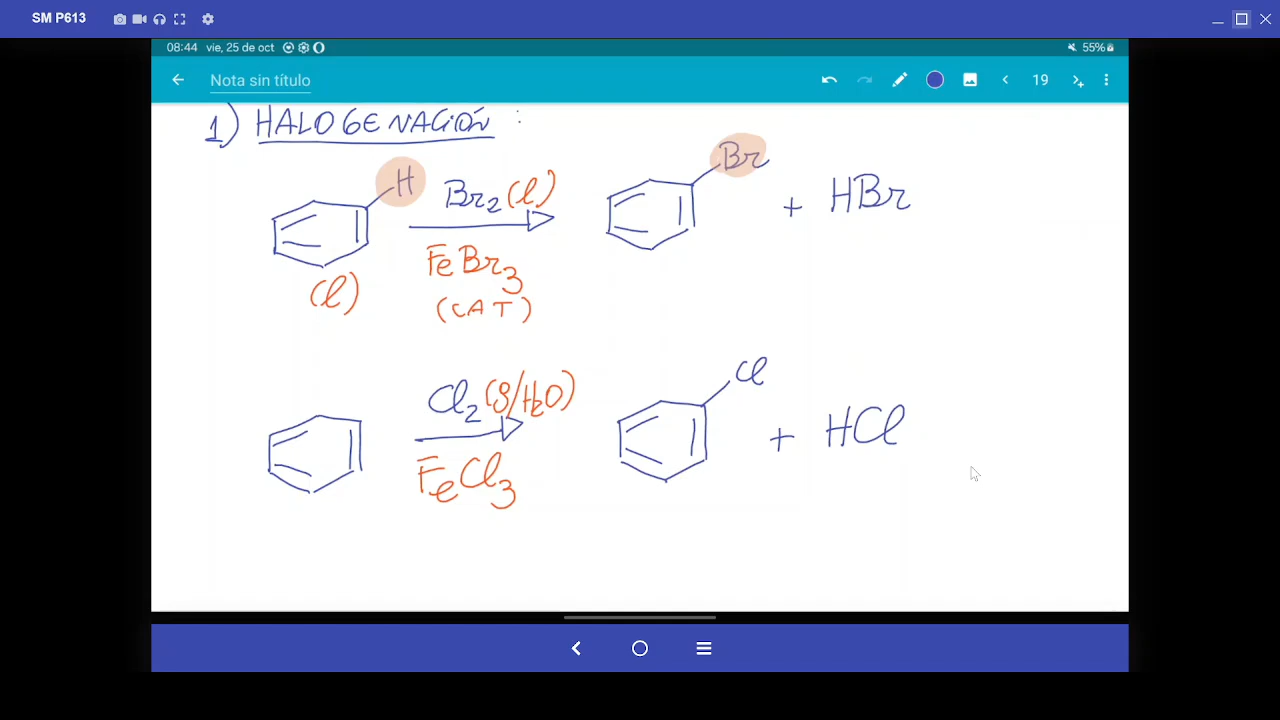 SM P613
08:44 vie, 25 de oct
55%
Nota sin título
19
1) HALOGENACIÓN :
H
Br2 (l)
FeBr3
(CAT)
(l)
Br
+ HBr
Cl2 (g/H2O)
FeCl3
Cl
+ HCl